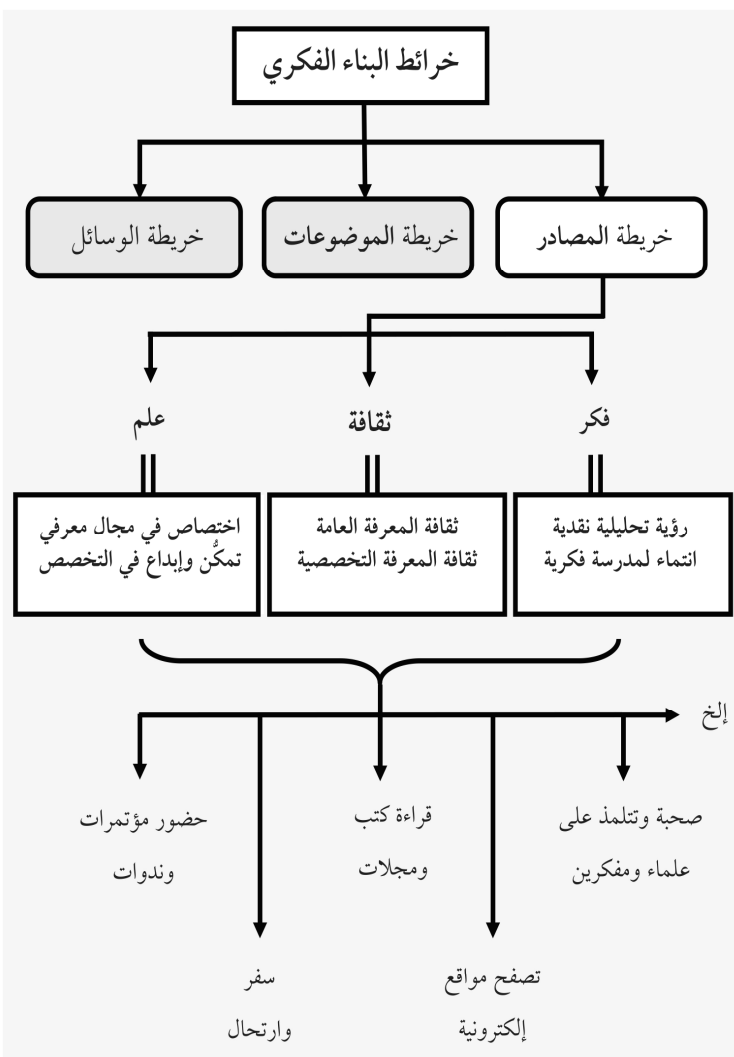 خرائط البناء الفكري
خريطة المصادر
خريطة الموضوعات
خريطة الوسائل
فكر
ثقافة
علم
رؤية تحليلية نقدية
انتماء لمدرسة فكرية
ثقافة المعرفة العامة
ثقافة المعرفة التخصصية
اختصاص في مجال معرفي
تمكُّن وإبداع في التخصص
إلخ
صحبة وتتلمذ على
علماء ومفكرين
قراءة كتب
ومجلات
حضور مؤتمرات
وندوات
تصفح مواقع
إلكترونية
سفر
وارتحال